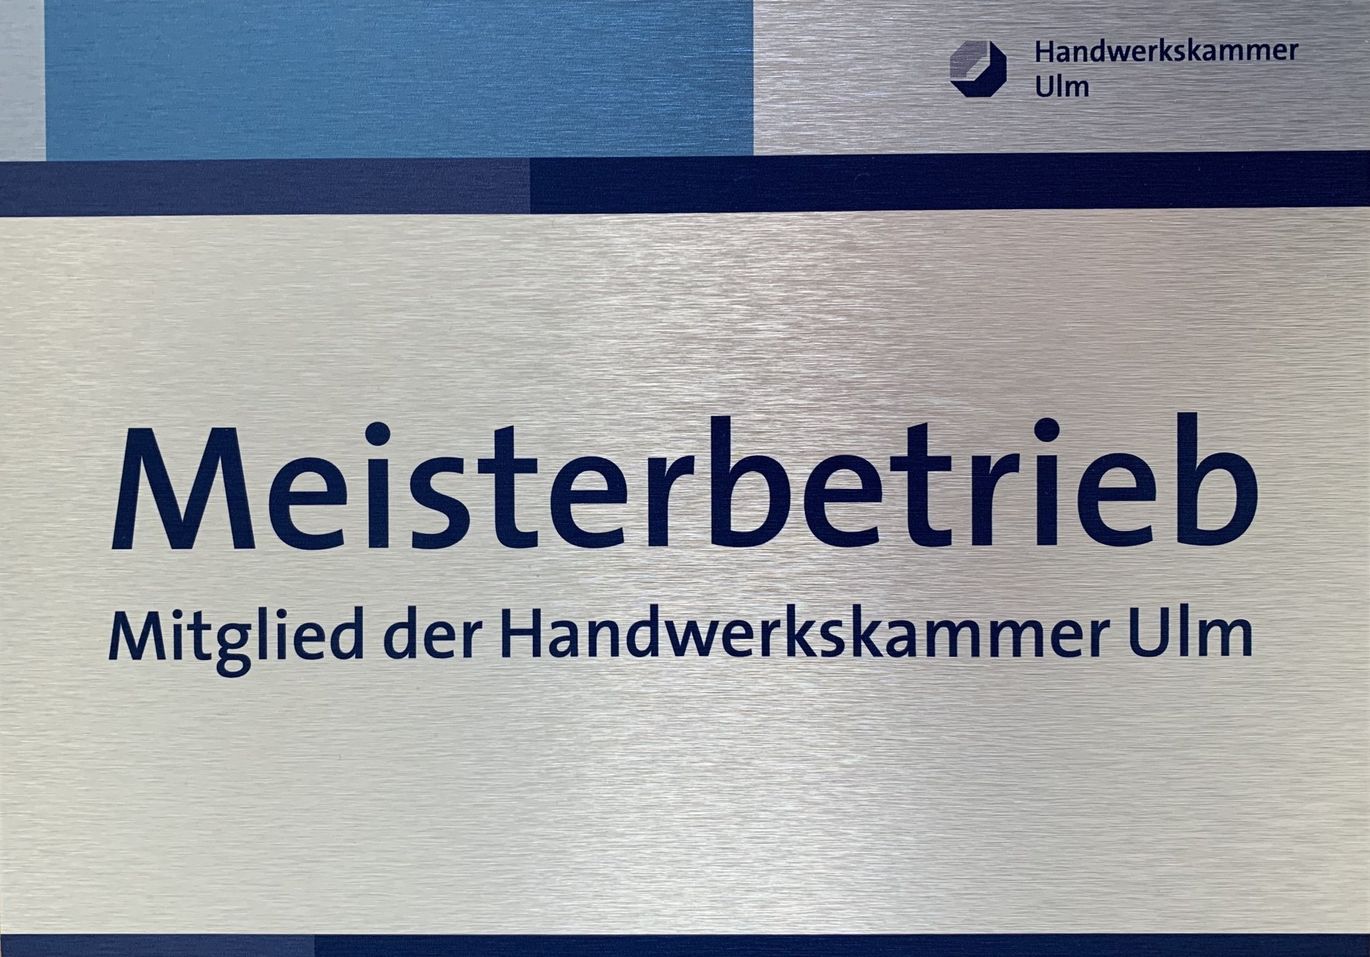 Handwerkskammer
Ulm
Meisterbetrieb
Mitglied der Handwerkskammer Ulm